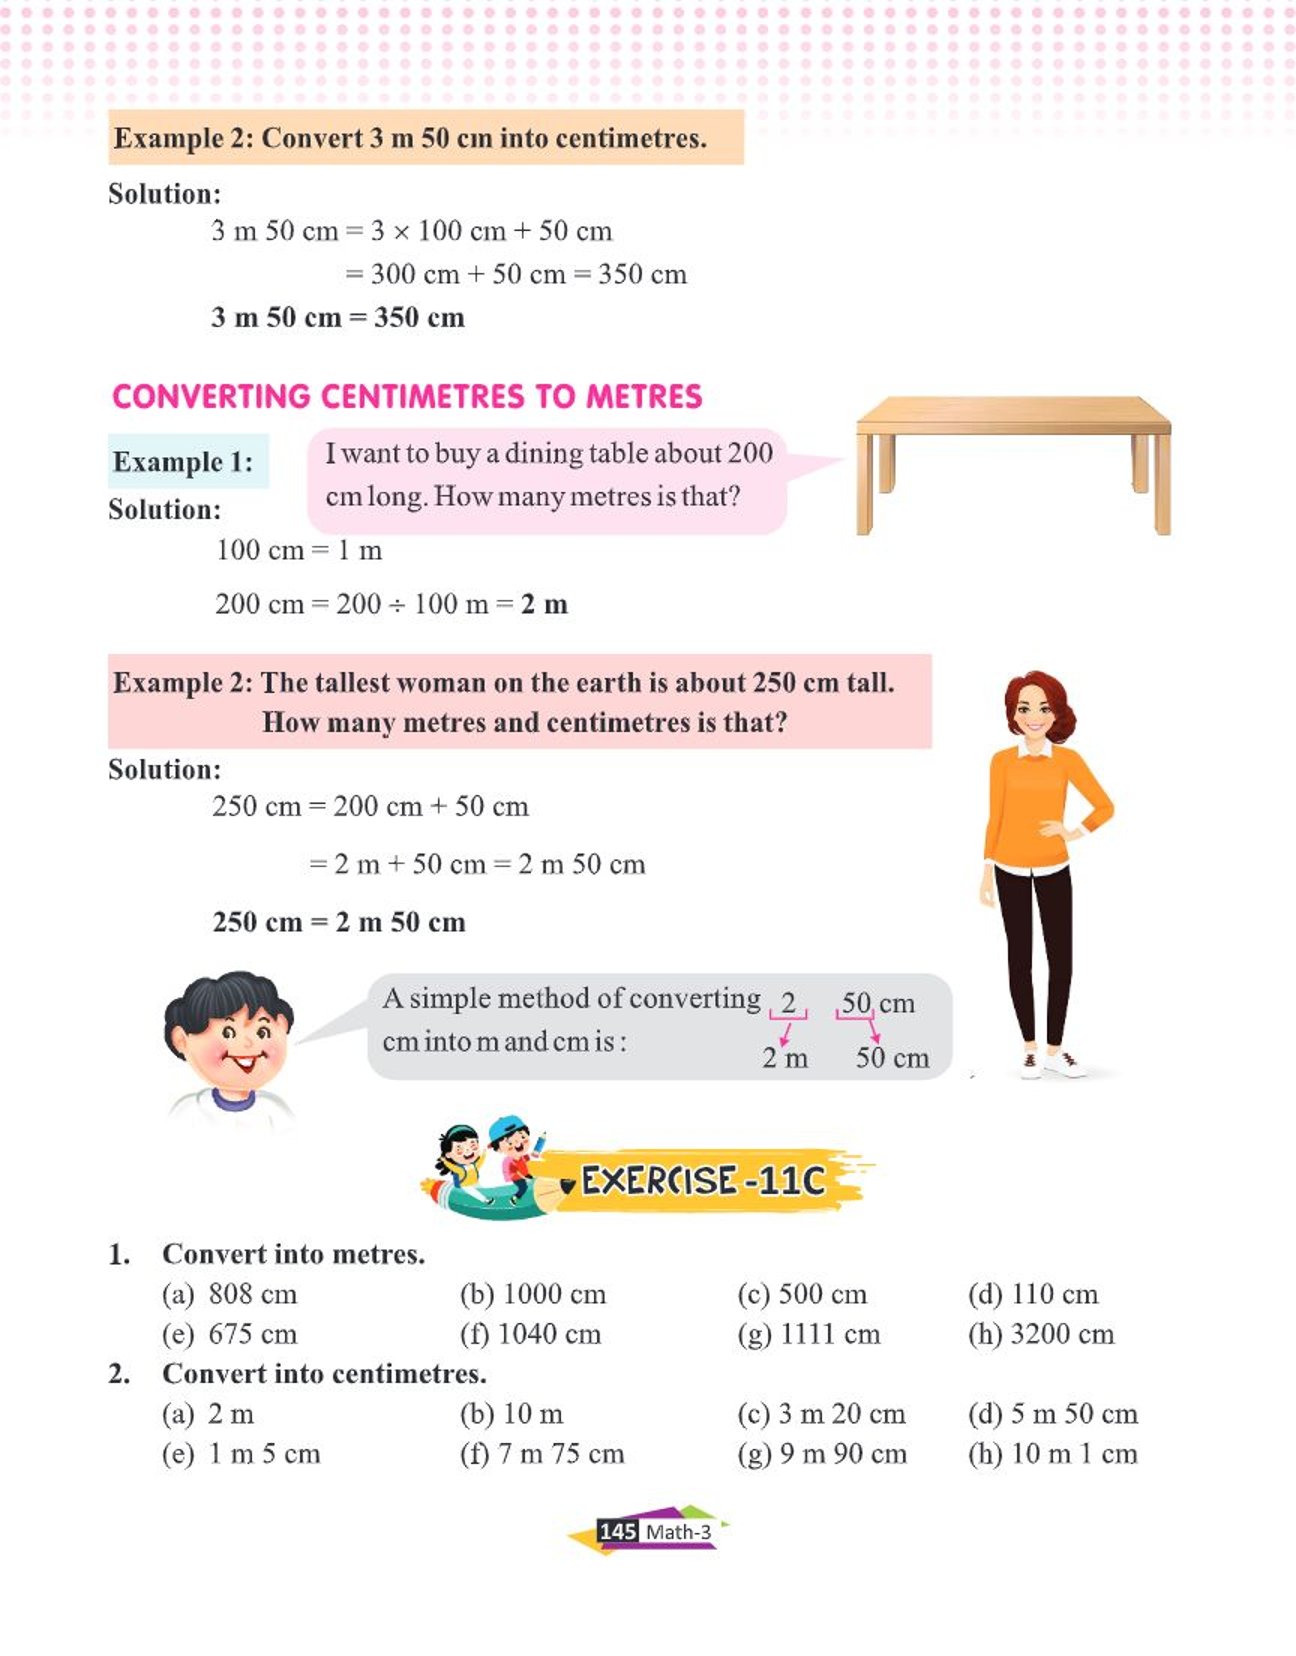 Example 2: Convert 3 m 50 cm into centimetres.
Solution:
3 m 50 cm = 3 × 100 cm + 50 cm
= 300 cm + 50 cm = 350 cm
3 m 50 cm = 350 cm
CONVERTING CENTIMETRES TO METRES
Example 1:
I want to buy a dining table about 200
cm long. How many metres is that?
Solution:
100 cm = 1 m
200 cm = 200 ÷ 100 m = 2 m
Example 2: The tallest woman on the earth is about 250 cm tall.
How many metres and centimetres is that?
Solution:
250 cm = 200 cm + 50 cm
= 2 m + 50 cm = 2 m 50 cm
250 cm = 2 m 50 cm
A simple method of converting 2 50 cm
cm into m and cm is : 2 m 50 cm
EXERCISE -11C
1. Convert into metres.
(a) 808 cm (b) 1000 cm (c) 500 cm (d) 110 cm
(e) 675 cm (f) 1040 cm (g) 1111 cm (h) 3200 cm
2. Convert into centimetres.
(a) 2 m (b) 10 m (c) 3 m 20 cm (d) 5 m 50 cm
(e) 1 m 5 cm (f) 7 m 75 cm (g) 9 m 90 cm (h) 10 m 1 cm
145 Math-3